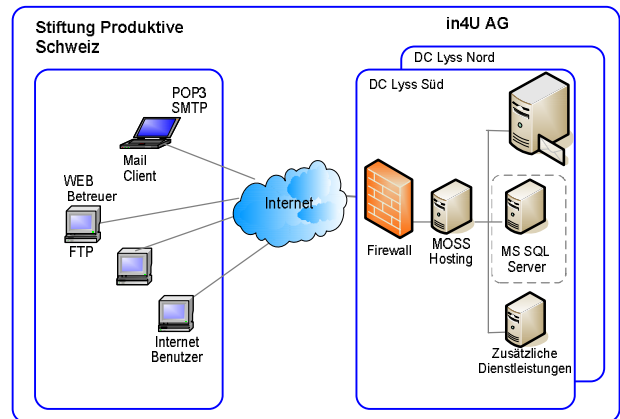 Stiftung Produktive
Schweiz
in4U AG
DC Lyss Nord
DC Lyss Süd
POP3
SMTP
Mail
Client
WEB
Betreuer
FTP
Internet
Benutzer
Internet
Firewall
MOSS
Hosting
MS SQL
Server
Zusätzliche
Dienstleistungen